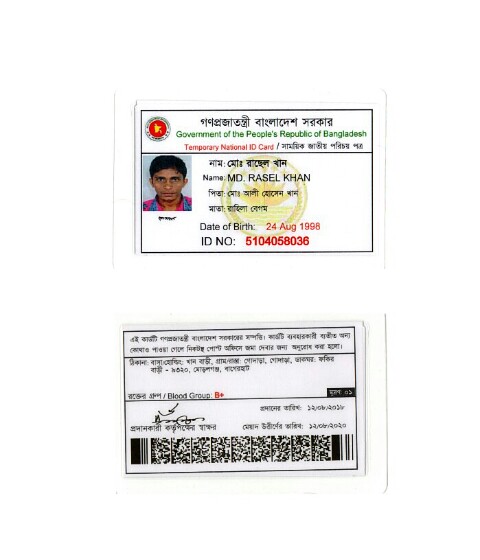 গণপ্রজাতন্ত্রী বাংলাদেশ সরকার
Government of the People's Republic of Bangladesh
Temporary National ID Card / সাময়িক জাতীয় পরিচয় পত্র
নাম: মোঃ রাছেল খান
Name: MD. RASEL KHAN
পিতা: মোঃ আলী হোসেন খান
মাতা: রাহিলা বেগম
Date of Birth: 24 Aug 1998
ID NO: 5104058036
এই কার্ডটি গণপ্রজাতন্ত্রী বাংলাদেশ সরকারের সম্পত্তি। কার্ডটি ব্যবহারকারী ব্যতীত অন্য
কোথাও পাওয়া গেলে নিকটস্থ পোস্ট অফিসে জমা দেবার জন্য অনুরোধ করা হলো।
ঠিকানা: বাসা/হোল্ডিং: খান বাড়ী, গ্রাম/রাস্তা: ডাকঘর: ফকির
বাড়ী - ৯৩২০, মোড়লগঞ্জ, বাগেরহাট
রক্তের গ্রুপ / Blood Group: B+
মুদ্রণ: ০১
প্রদানের তারিখ: ১২/০৮/২০১৮
প্রদানকারী কর্তৃপক্ষের স্বাক্ষর
মেয়াদ উত্তীর্ণের তারিখ: ১২/০৮/২০২০